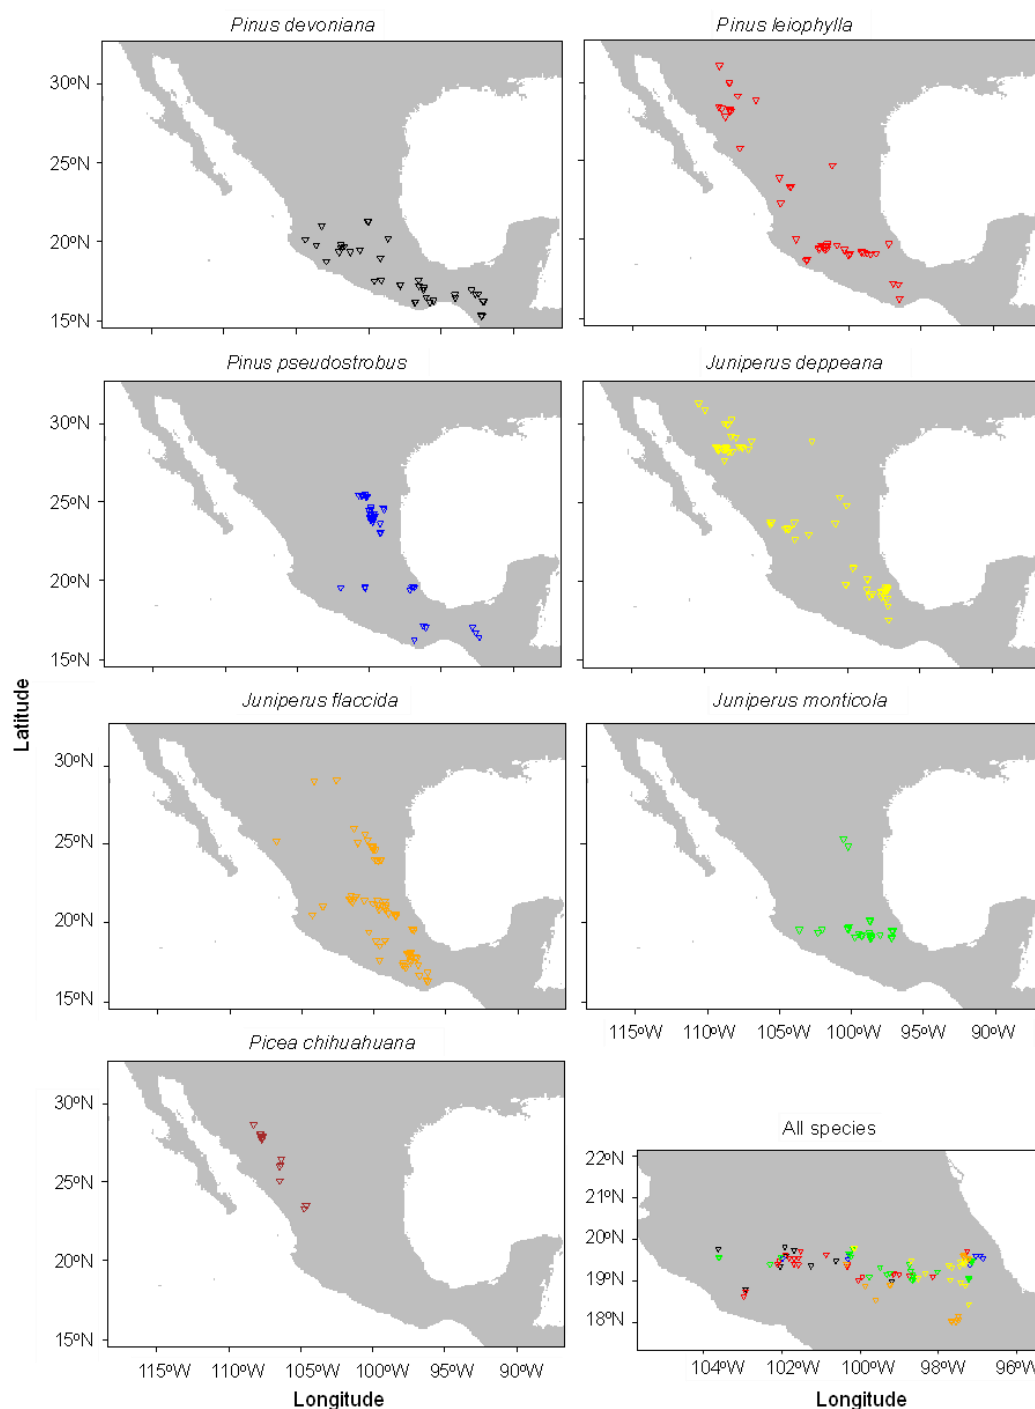 Pinus devoniana
Pinus leiophylla
30ºN
25ºN
20ºN
15ºN
Pinus pseudostrobus
Juniperus deppeana
30ºN
25ºN
20ºN
15ºN
Latitude
Juniperus flaccida
Juniperus monticola
30ºN
25ºN
20ºN
15ºN
115ºW 110ºW 105ºW 100ºW 95ºW 90ºW
Picea chihuahuana
30ºN
25ºN
20ºN
15ºN
115ºW 110ºW 105ºW 100ºW 95ºW 90ºW
Longitude
All species
22ºN
21ºN
20ºN
19ºN
18ºN
104ºW 102ºW 100ºW 98ºW 96ºW
Longitude